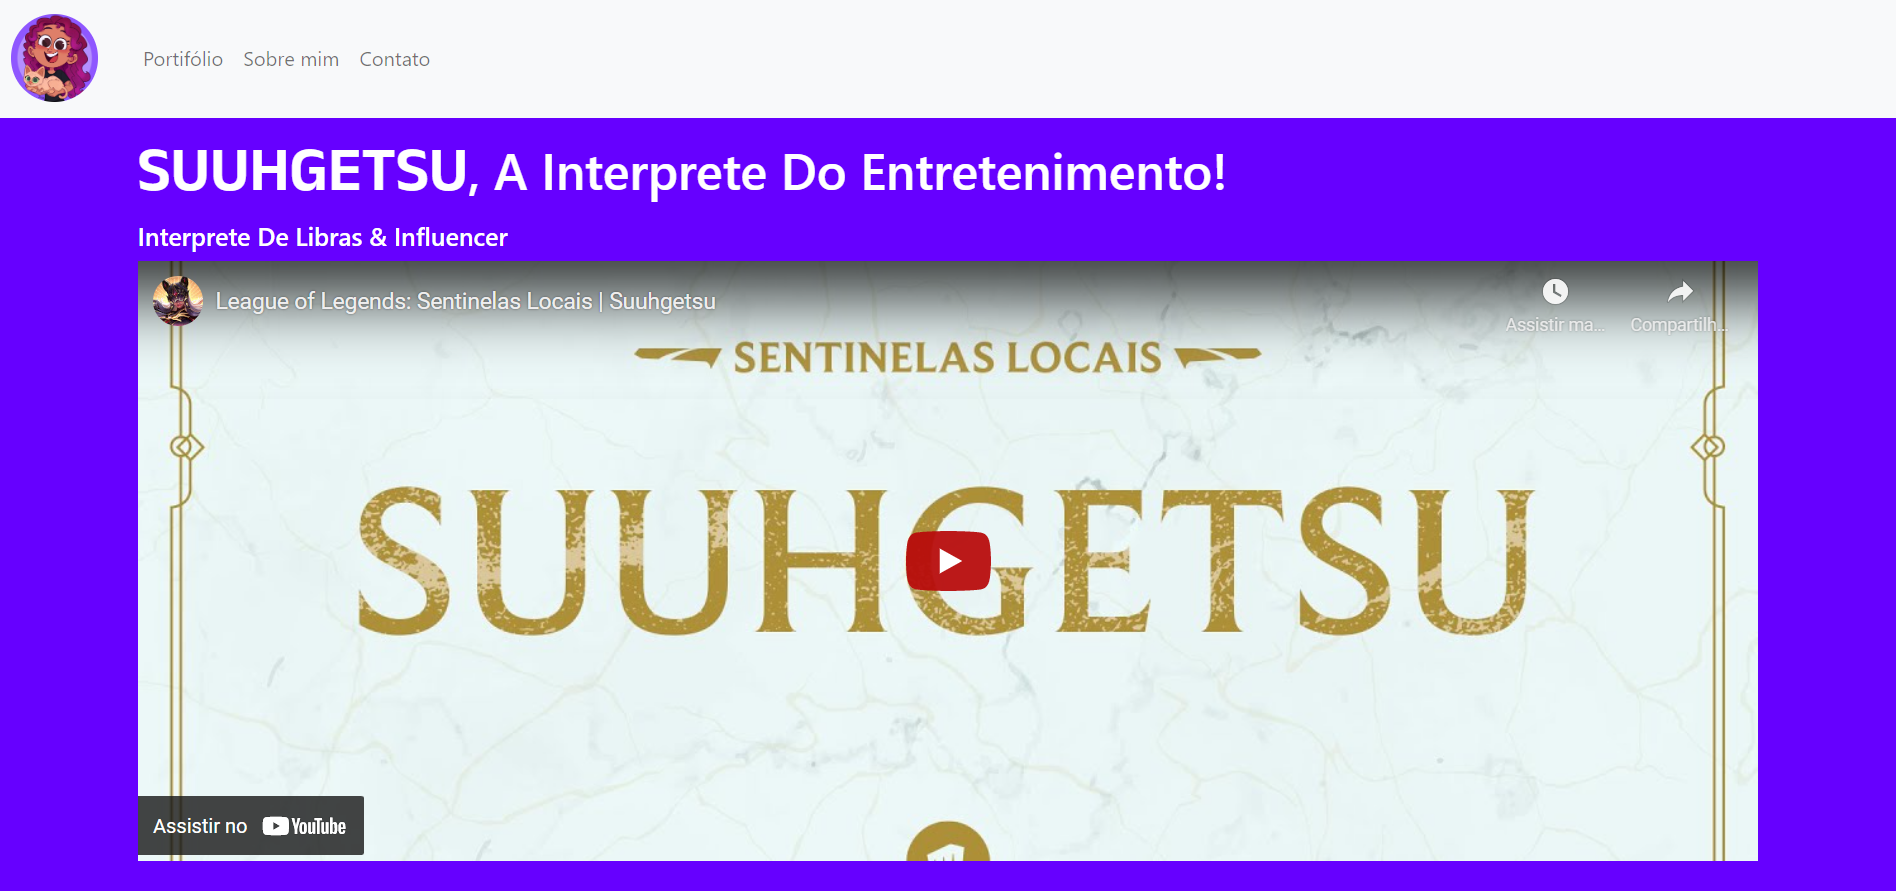 Portifólio Sobre mim Contato
SUUHGETSU, A Interprete Do Entretenimento!
Interprete De Libras & Influencer
League of Legends: Sentinelas Locais | Suuhgetsu
Assistir ma... Compartilh...
SENTINELAS LOCAIS
SUUHGETSU
Assistir no YouTube